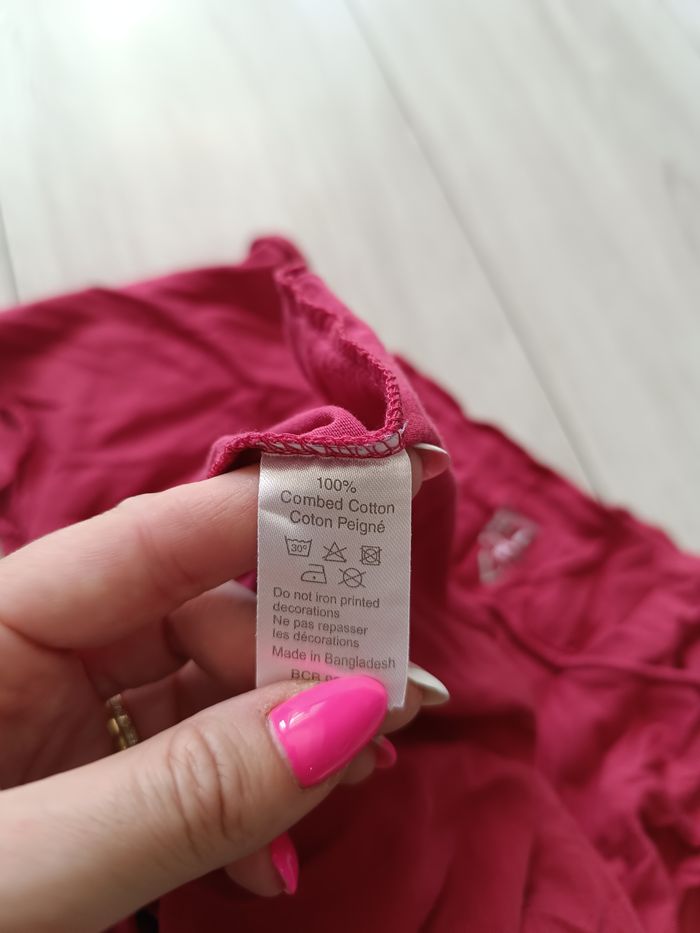 100%
Combed Cotton
Coton Peigné
30°
Do not iron printed
decorations
Ne pas repasser
les décorations
Made in Bangladesh
BCB